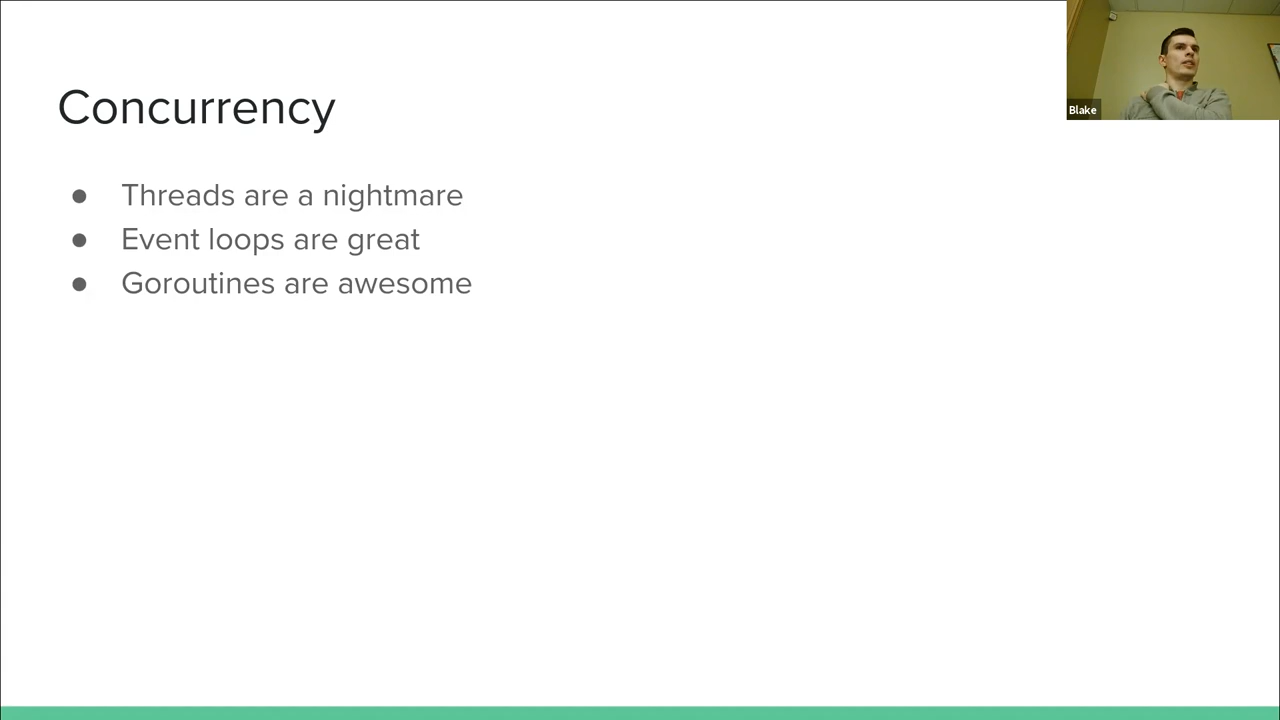 Concurrency
Blake
● Threads are a nightmare
● Event loops are great
● Goroutines are awesome